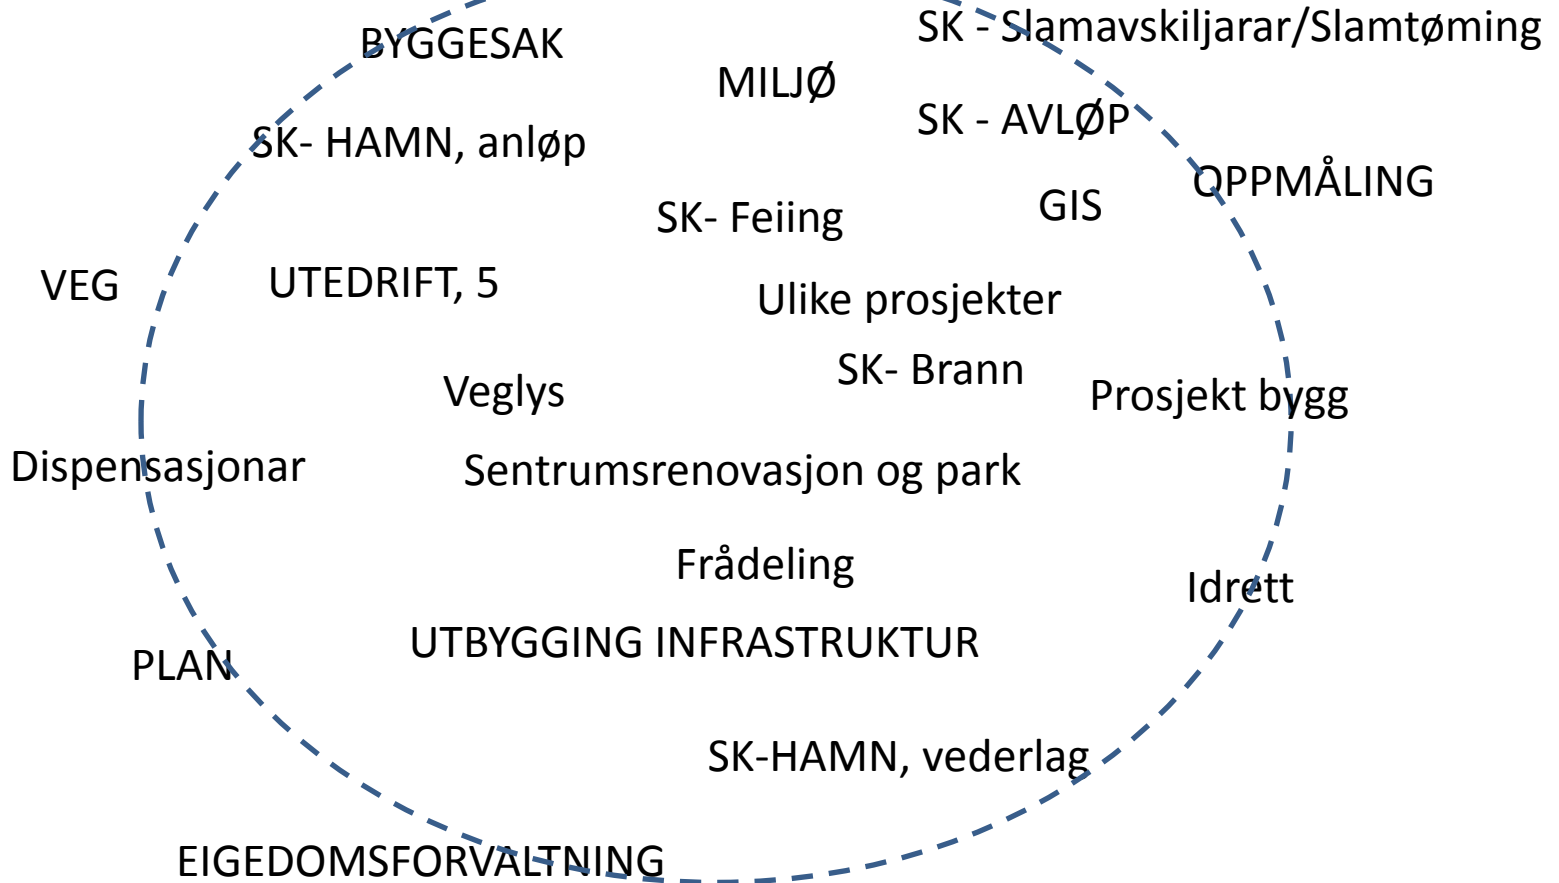 SK - Slamavskiljarar/Slamtøming
BYGGESAK
MILJØ
SK - AVLØP
SK- HAMN, anløp
OPPMÅLING
GIS
SK- Feiing
VEG
UTEDRIFT, 5
Ulike prosjekter
SK- Brann
Veglys
Prosjekt bygg
Dispensasjonar
Sentrumsrenovasjon og park
Frådeling
Idrett
UTBYGGING INFRASTRUKTUR
PLAN
SK-HAMN, vederlag
EIGEDOMSFORVALTNING